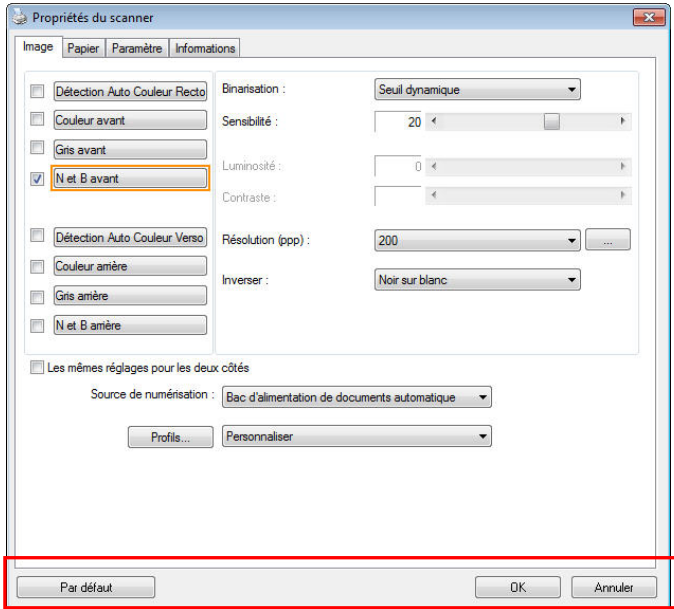 Propriétés du scanner
Image Papier Paramètre Informations
Détection Auto Couleur Recto
Couleur avant
Gris avant
N et B avant
Détection Auto Couleur Verso
Couleur arrière
Gris arrière
N et B arrière
Binarisation : Seuil dynamique
Sensibilité : 20
Luminosité : 0
Contraste :
Résolution (ppp) : 200 ...
Inverser : Noir sur blanc
Les mêmes réglages pour les deux côtés
Source de numérisation : Bac d'alimentation de documents automatique
Profils... Personnaliser
Par défaut OK Annuler